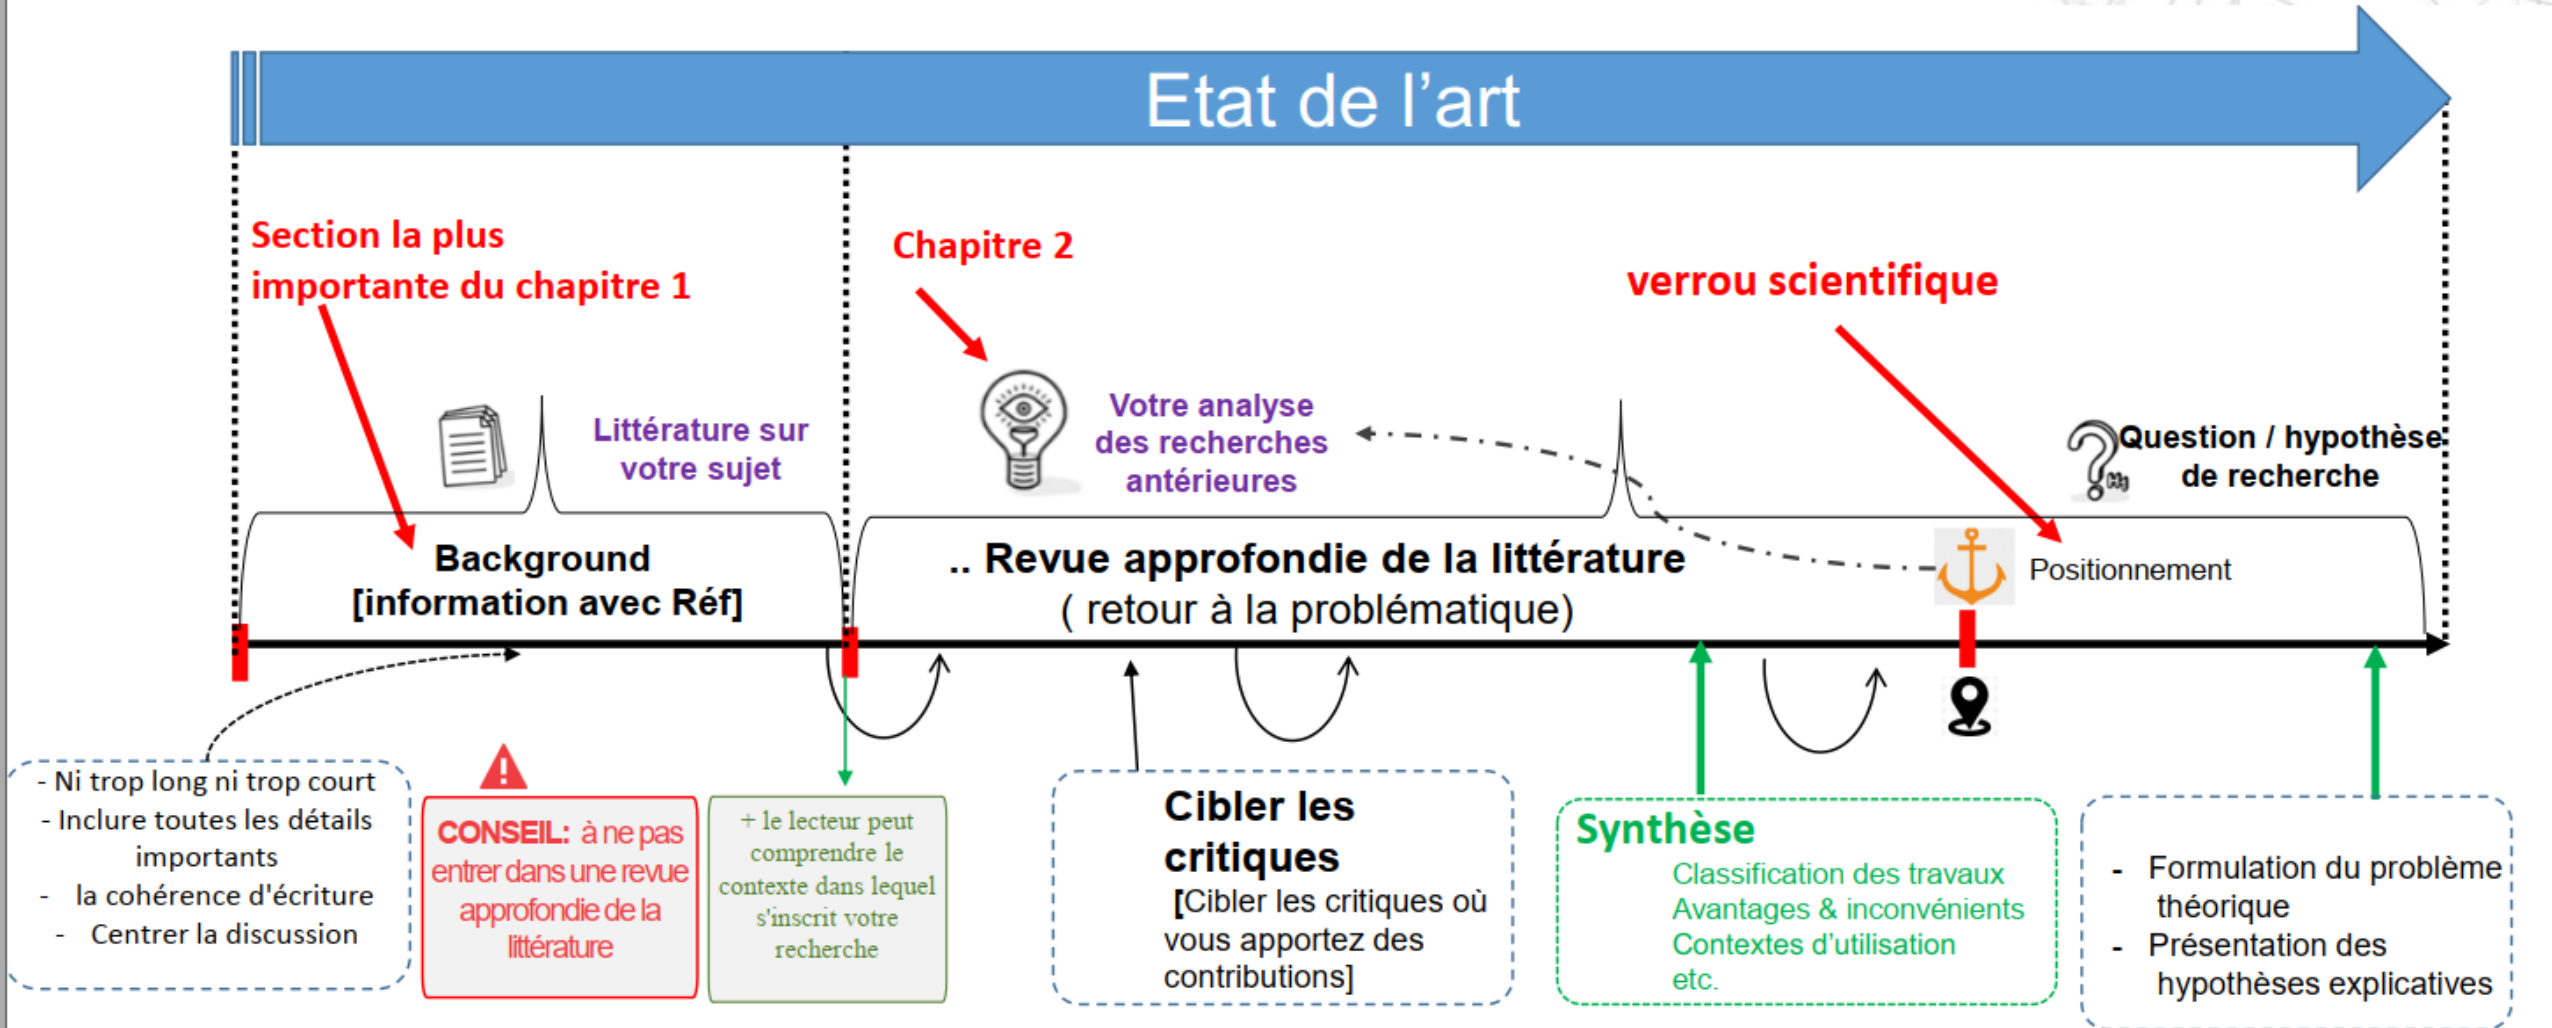 Etat de l’art
Section la plus
importante du chapitre 1
Chapitre 2
verrou scientifique
Littérature sur
votre sujet
Votre analyse
des recherches
antérieures
Question / hypothèse
de recherche
Background
[information avec Réf]
.. Revue approfondie de la littérature
( retour à la problématique)
Positionnement
- Ni trop long ni trop court
- Inclure toutes les détails
importants
- la cohérence d'écriture
- Centrer la discussion
CONSEIL: à ne pas
entrer dans une revue
approfondie de la
littérature
+ le lecteur peut
comprendre le
contexte dans lequel
s'inscrit votre
recherche
Cibler les
critiques
[Cibler les critiques où
vous apportez des
contributions]
Synthèse
Classification des travaux
Avantages & inconvénients
Contextes d’utilisation
etc.
- Formulation du problème
théorique
- Présentation des
hypothèses explicatives